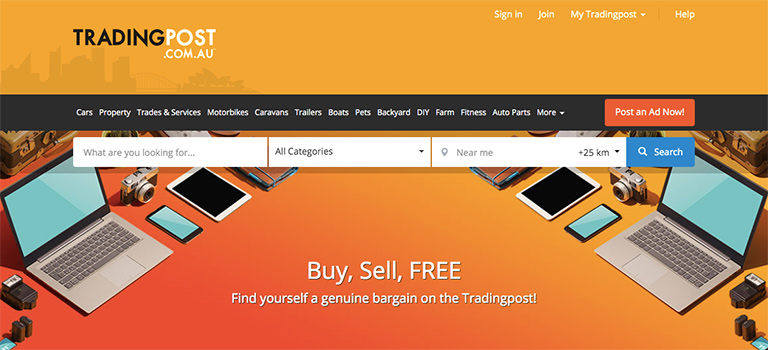 Sign in Join My Tradingpost Help
TRADINGPOST
.COM.AU
Cars Property Trades & Services Motorbikes Caravans Trailers Boats Pets Backyard DIY Farm Fitness Auto Parts More Post an Ad Now!
What are you looking for... All Categories Near me +25 km Search
Buy, Sell, FREE
Find yourself a genuine bargain on the Tradingpost!